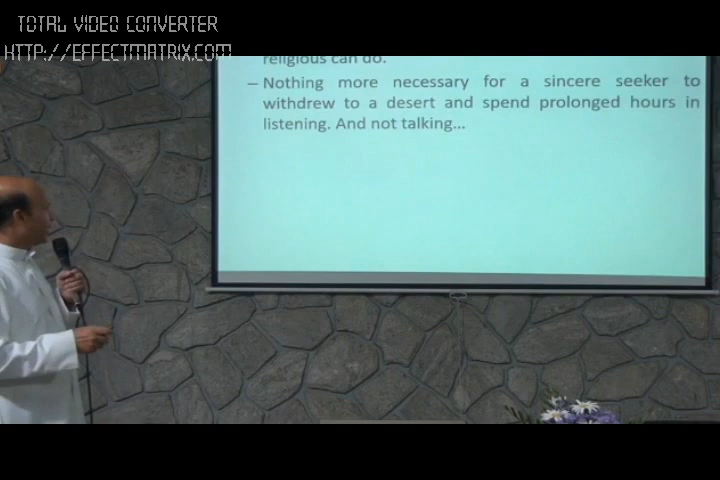 TOTAL VIDEO CONVERTER
HTTP://EFFECTMATRIX.COM
religious can do.
– Nothing more necessary for a sincere seeker to
withdrew to a desert and spend prolonged hours in
listening. And not talking...